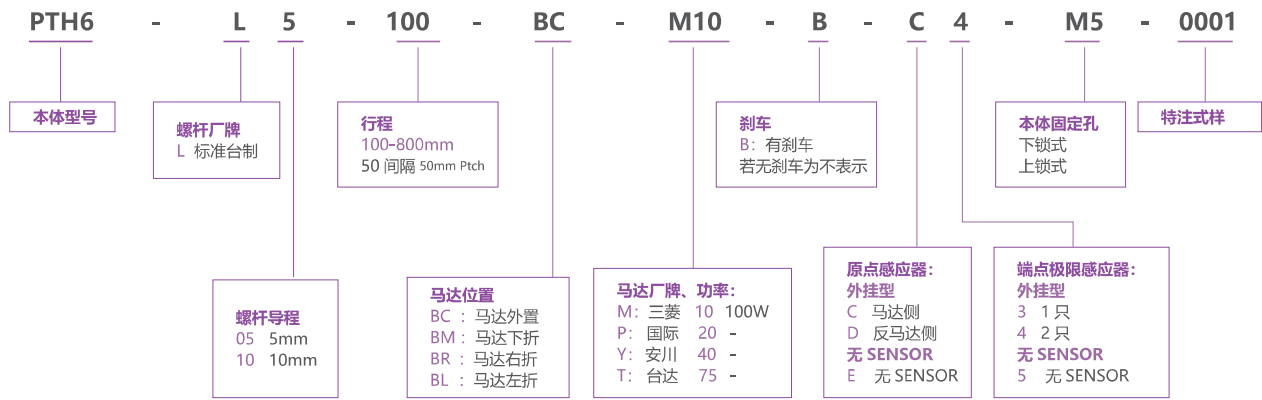 PTH6 - L 5 - 100 - BC - M10 - B - C 4 - M5 - 0001
本体型号
螺杆厂牌
L 标准台制
行程
100-800mm
50 间隔 50mm Ptch
刹车
B：有刹车
若无刹车为不表示
本体固定孔
下锁式
上锁式
特注式样
螺杆导程
05 5mm
10 10mm
马达位置
BC ：马达外置
BM：马达下折
BR：马达右折
BL ：马达左折
马达厂牌、功率：
M：三菱 10 100W
P：国际 20 -
Y：安川 40 -
T：台达 75 -
原点感应器：
外挂型
C 马达侧
D 反马达侧
无 SENSOR
E 无 SENSOR
端点极限感应器：
外挂型
3 1 只
4 2 只
无 SENSOR
5 无 SENSOR